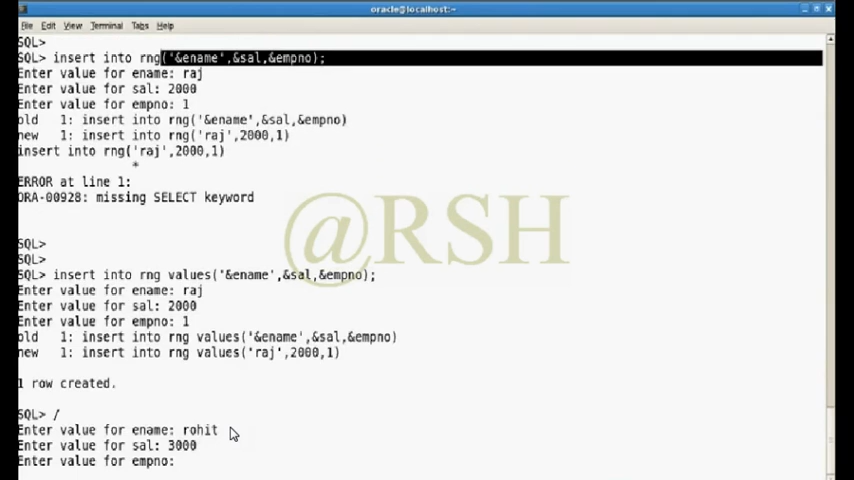 oracle@localhost:~
File Edit View Terminal Tabs Help
SQL>
SQL> insert into rng('&ename',&sal,&empno);
Enter value for ename: raj
Enter value for sal: 2000
Enter value for empno: 1
old 1: insert into rng('&ename',&sal,&empno)
new 1: insert into rng('raj',2000,1)
insert into rng('raj',2000,1)
*
ERROR at line 1:
ORA-00928: missing SELECT keyword
@RSH
SQL>
SQL>
SQL> insert into rng values('&ename',&sal,&empno);
Enter value for ename: raj
Enter value for sal: 2000
Enter value for empno: 1
old 1: insert into rng values('&ename',&sal,&empno)
new 1: insert into rng values('raj',2000,1)
1 row created.
SQL> /
Enter value for ename: rohit
Enter value for sal: 3000
Enter value for empno: